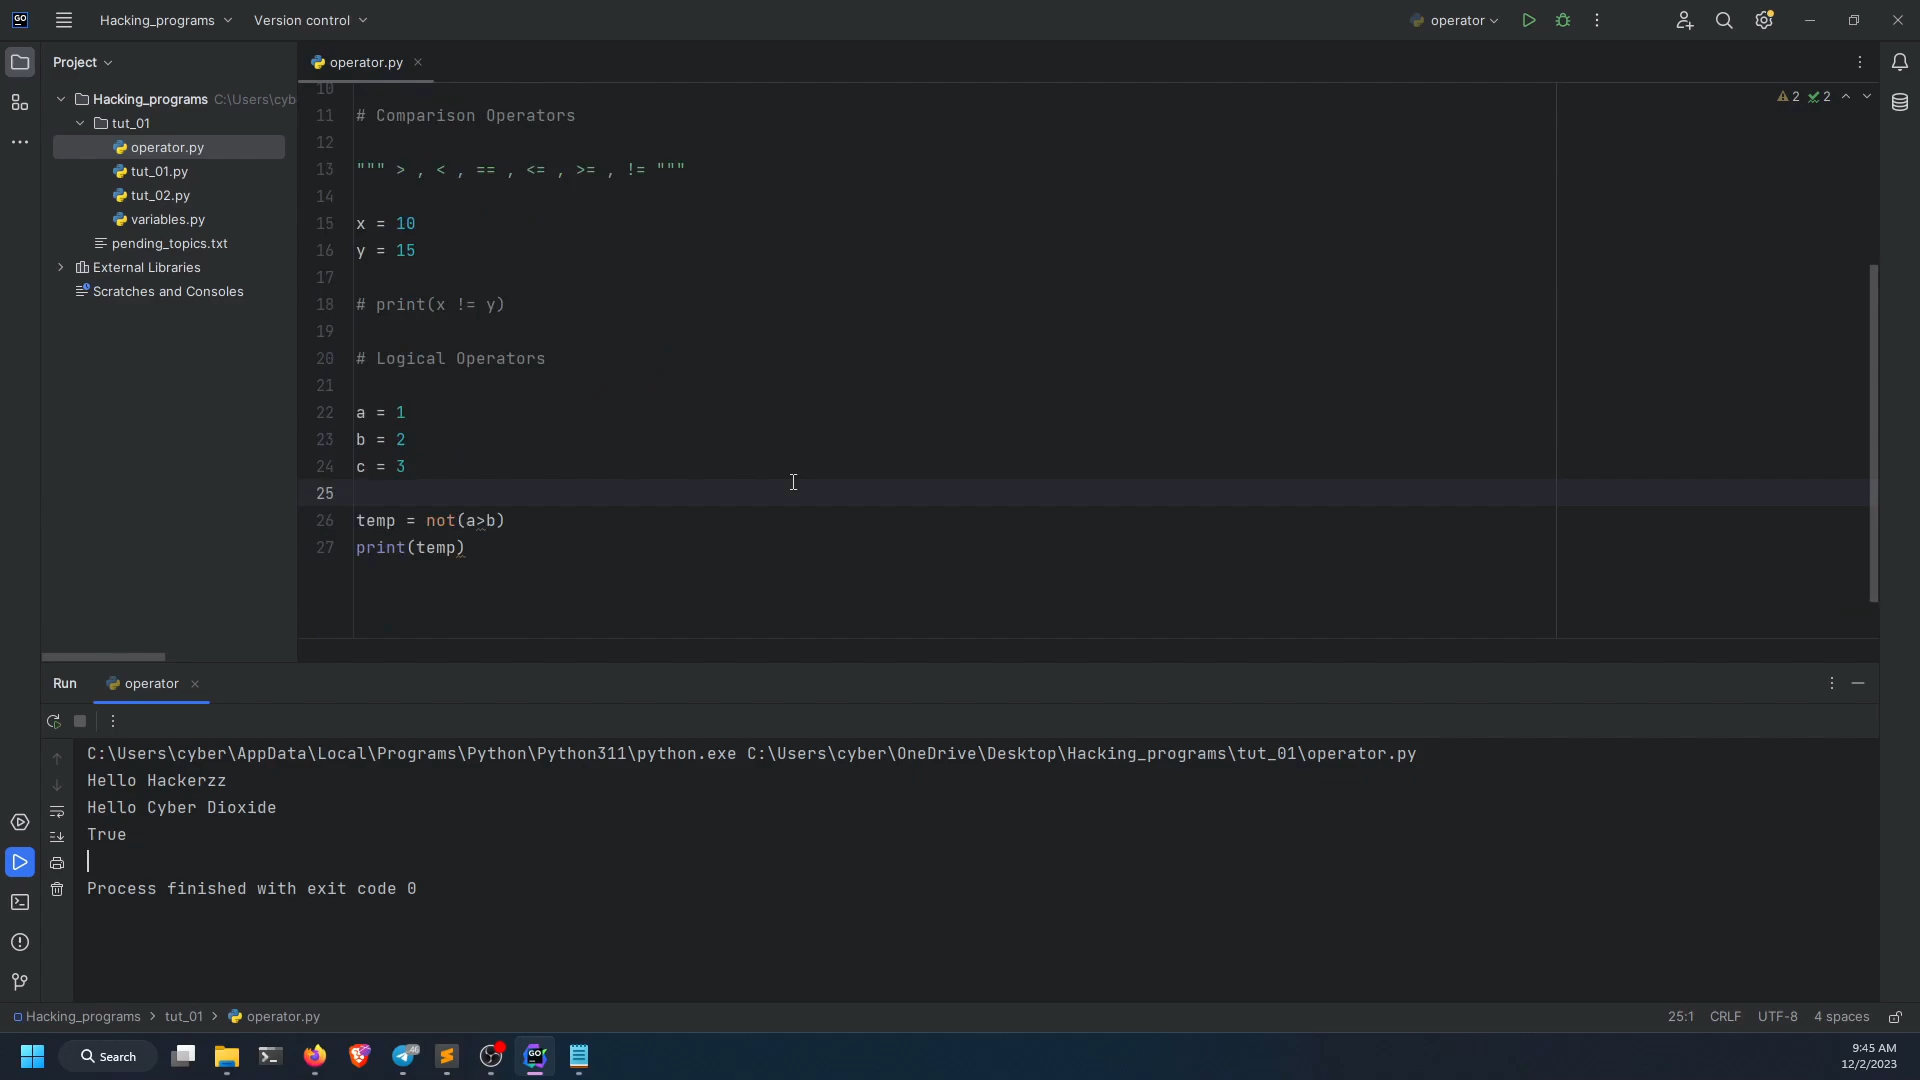 GO
Hacking_programs
Version control
operator
Project
operator.py
Hacking_programs C:\Users\cyb
tut_01
operator.py
tut_01.py
tut_02.py
variables.py
pending_topics.txt
External Libraries
Scratches and Consoles
2 2
10
11 # Comparison Operators
12
13 """ > , < , == , <= , >= , != """
14
15 x = 10
16 y = 15
17
18 # print(x != y)
19
20 # Logical Operators
21
22 a = 1
23 b = 2
24 c = 3
25
26 temp = not(a>b)
27 print(temp)
Run operator
C:\Users\cyber\AppData\Local\Programs\Python\Python311\python.exe C:\Users\cyber\OneDrive\Desktop\Hacking_programs\tut_01\operator.py
Hello Hackerzz
Hello Cyber Dioxide
True
Process finished with exit code 0
Hacking_programs > tut_01 > operator.py
25:1 CRLF UTF-8 4 spaces
Search
46
GO
9:45 AM
12/2/2023